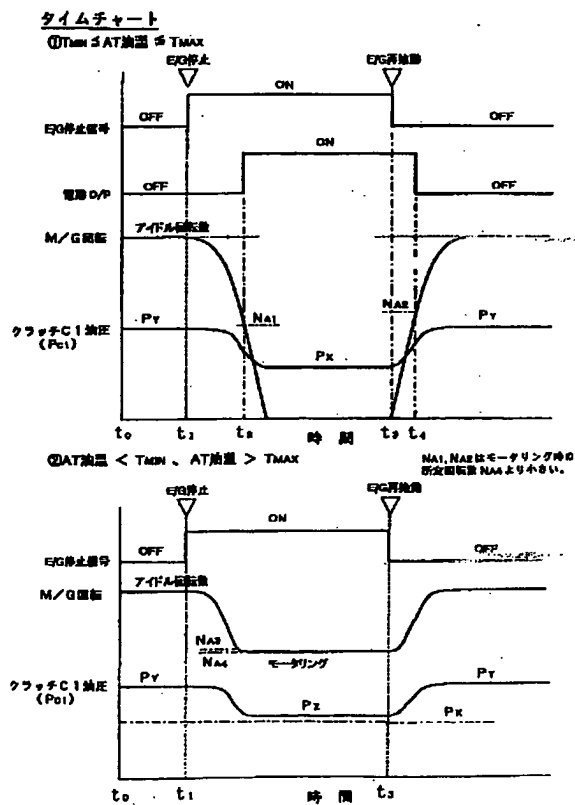 タイムチャート
①TMIN ≦ AT油温 ≦ TMAX
E/G停止 E/G再始動
ON
OFF OFF
E/G停止信号
ON
OFF OFF
電動O/P
アイドル回転数
M/G回転
NA1 NA2
PY PY
クラッチC1油圧
(PC1)
PX
t0 t1 t2 時間 t3 t4
②AT油温 < TMIN 、 AT油温 > TMAX
NA1,NA2はモータリング時の
所定回転数NA4より小さい。
E/G停止 E/G再始動
ON
OFF OFF
E/G停止信号
アイドル回転数
M/G回転
NA3
NA4 モータリング
PY PY
クラッチC1油圧
(PC1)
PZ PX
t0 t1 時間 t3